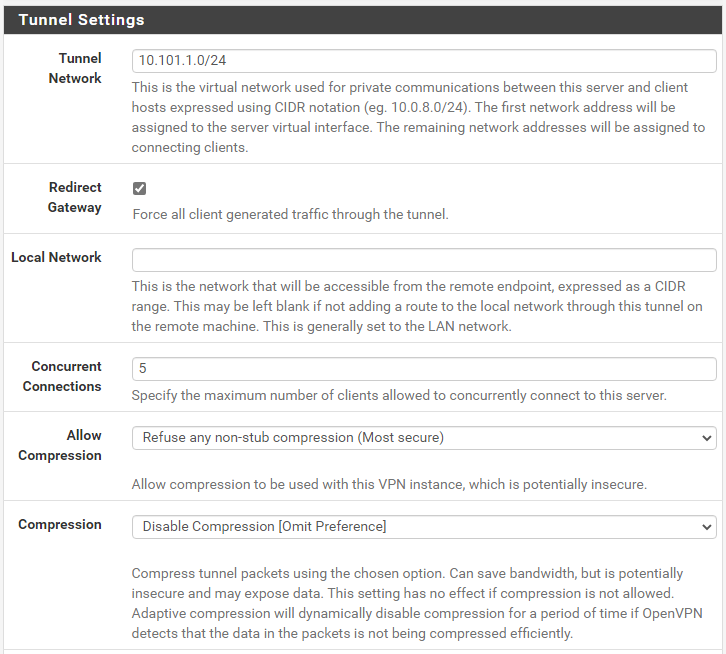 Tunnel Settings
Tunnel
Network
10.101.1.0/24
This is the virtual network used for private communications between this server and client
hosts expressed using CIDR notation (eg. 10.0.8.0/24). The first network address will be
assigned to the server virtual interface. The remaining network addresses will be assigned to
connecting clients.
Redirect
Gateway
Force all client generated traffic through the tunnel.
Local Network
This is the network that will be accessible from the remote endpoint, expressed as a CIDR
range. This may be left blank if not adding a route to the local network through this tunnel on
the remote machine. This is generally set to the LAN network.
Concurrent
Connections
5
Specify the maximum number of clients allowed to concurrently connect to this server.
Allow
Compression
Refuse any non-stub compression (Most secure)
Allow compression to be used with this VPN instance, which is potentially insecure.
Compression
Disable Compression [Omit Preference]
Compress tunnel packets using the chosen option. Can save bandwidth, but is potentially
insecure and may expose data. This setting has no effect if compression is not allowed.
Adaptive compression will dynamically disable compression for a period of time if OpenVPN
detects that the data in the packets is not being compressed efficiently.